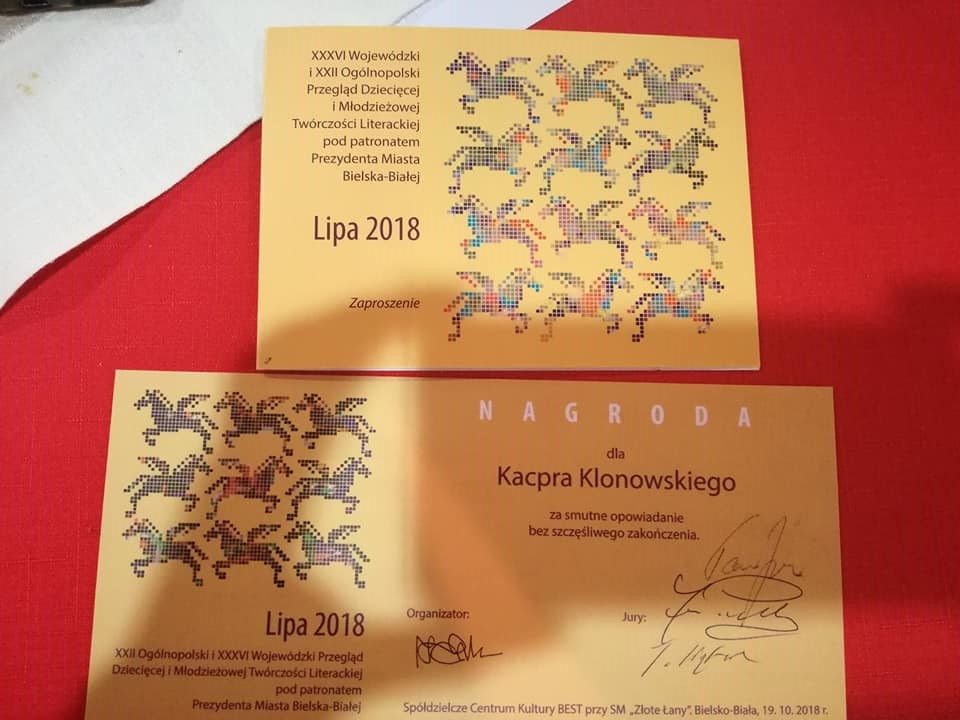 XXXVI Wojewódzki
i XXII Ogólnopolski
Przegląd Dziecięcej
i Młodzieżowej
Twórczości Literackiej
pod patronatem
Prezydenta Miasta
Bielska-Białej
Lipa 2018
Zaproszenie
NAGRODA
dla
Kacpra Klonowskiego
za smutne opowiadanie
bez szczęśliwego zakończenia.
Organizator:
Jury:
Lipa 2018
XXII Ogólnopolski i XXXVI Wojewódzki Przegląd
Dziecięcej i Młodzieżowej Twórczości Literackiej
pod patronatem
Prezydenta Miasta Bielska-Białej
Spółdzielcze Centrum Kultury BEST przy SM „Złote Łany”. Bielsko-Biała, 19.10. 2018 r.